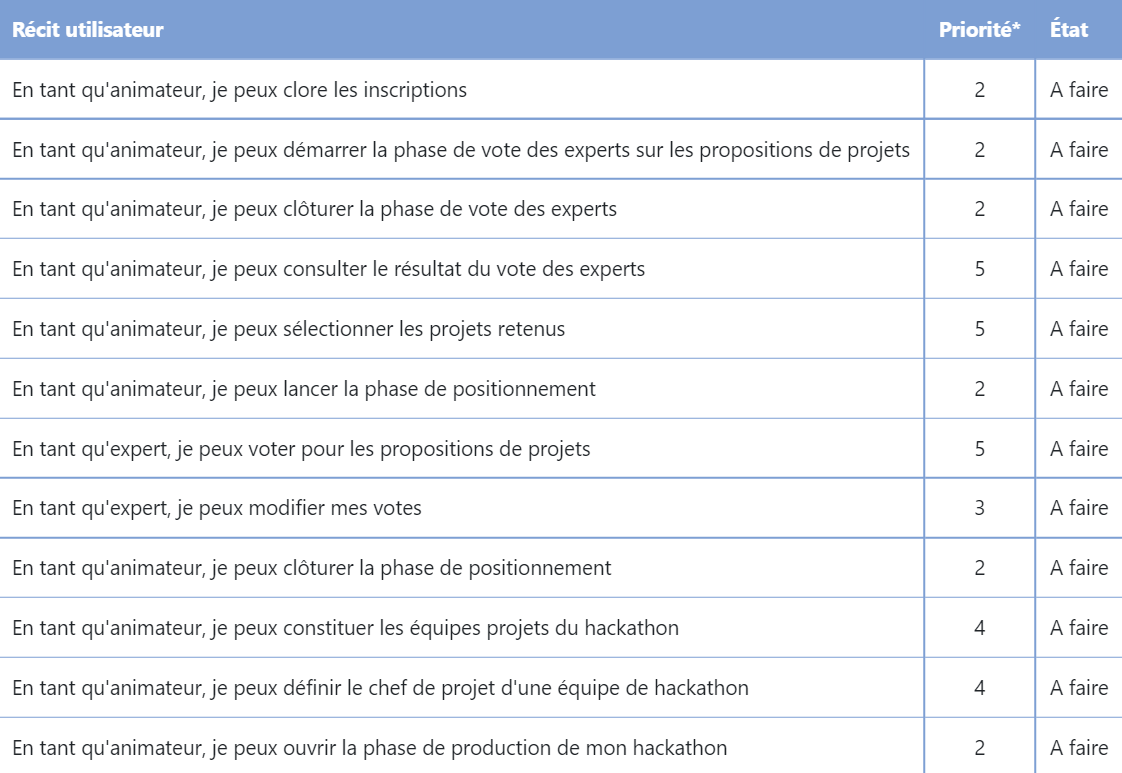 Récit utilisateur Priorité* État
En tant qu'animateur, je peux clore les inscriptions 2 A faire
En tant qu'animateur, je peux démarrer la phase de vote des experts sur les propositions de projets 2 A faire
En tant qu'animateur, je peux clôturer la phase de vote des experts 2 A faire
En tant qu'animateur, je peux consulter le résultat du vote des experts 5 A faire
En tant qu'animateur, je peux sélectionner les projets retenus 5 A faire
En tant qu'animateur, je peux lancer la phase de positionnement 2 A faire
En tant qu'expert, je peux voter pour les propositions de projets 5 A faire
En tant qu'expert, je peux modifier mes votes 3 A faire
En tant qu'animateur, je peux clôturer la phase de positionnement 2 A faire
En tant qu'animateur, je peux constituer les équipes projets du hackathon 4 A faire
En tant qu'animateur, je peux définir le chef de projet d'une équipe de hackathon 4 A faire
En tant qu'animateur, je peux ouvrir la phase de production de mon hackathon 2 A faire